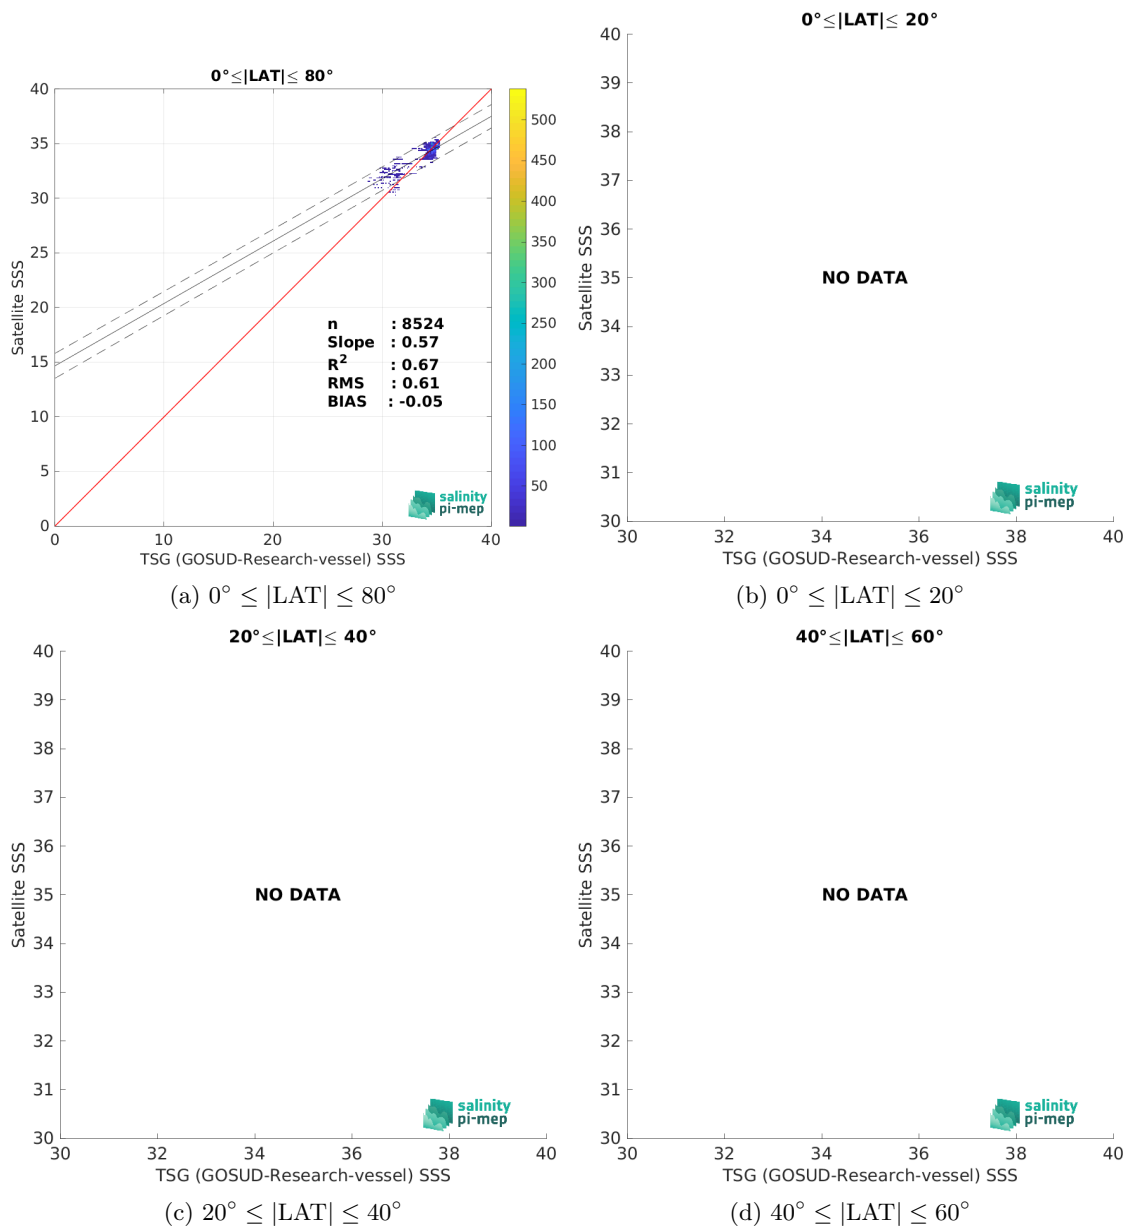 0°≤|LAT|≤ 80°
40
35
30
25
20
15
10
5
0
Satellite SSS
0
10
20
30
40
TSG (GOSUD-Research-vessel) SSS
n : 8524
Slope : 0.57
R² : 0.67
RMS : 0.61
BIAS : -0.05
salinity
pi-mep
500
450
400
350
300
250
200
150
100
50
(a) 0° ≤ |LAT| ≤ 80°
0°≤|LAT|≤ 20°
40
39
38
37
36
35
34
33
32
31
30
Satellite SSS
NO DATA
salinity
pi-mep
30
32
34
36
38
40
TSG (GOSUD-Research-vessel) SSS
(b) 0° ≤ |LAT| ≤ 20°
20°≤|LAT|≤ 40°
40
39
38
37
36
35
34
33
32
31
30
Satellite SSS
NO DATA
salinity
pi-mep
30
32
34
36
38
40
TSG (GOSUD-Research-vessel) SSS
(c) 20° ≤ |LAT| ≤ 40°
40°≤|LAT|≤ 60°
40
39
38
37
36
35
34
33
32
31
30
Satellite SSS
NO DATA
salinity
pi-mep
30
32
34
36
38
40
TSG (GOSUD-Research-vessel) SSS
(d) 40° ≤ |LAT| ≤ 60°